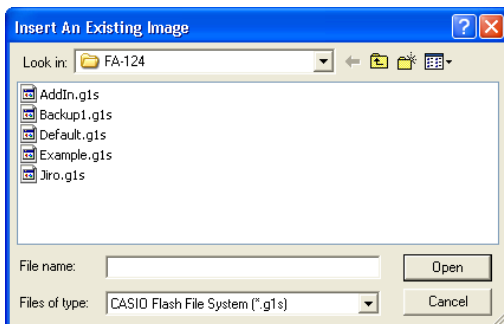 Insert An Existing Image
Look in: FA-124
AddIn.g1s
Backup1.g1s
Default.g1s
Example.g1s
Jiro.g1s
File name: Open
Files of type: CASIO Flash File System (*.g1s) Cancel